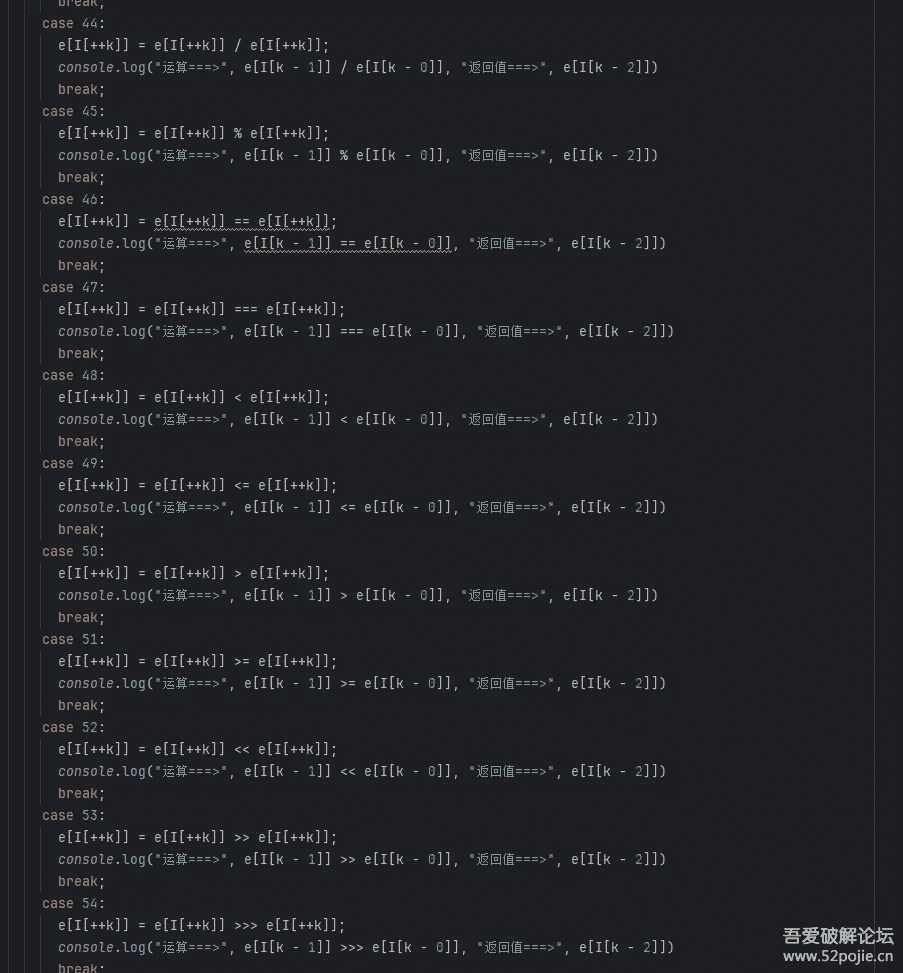 break;
case 44:
e[I[++k]] = e[I[++k]] / e[I[++k]];
console.log("运算===>", e[I[k - 1]] / e[I[k - 0]], "返回值===>", e[I[k - 2]])
break;
case 45:
e[I[++k]] = e[I[++k]] % e[I[++k]];
console.log("运算===>", e[I[k - 1]] % e[I[k - 0]], "返回值===>", e[I[k - 2]])
break;
case 46:
e[I[++k]] = e[I[++k]] == e[I[++k]];
console.log("运算===>", e[I[k - 1]] == e[I[k - 0]], "返回值===>", e[I[k - 2]])
break;
case 47:
e[I[++k]] = e[I[++k]] === e[I[++k]];
console.log("运算===>", e[I[k - 1]] === e[I[k - 0]], "返回值===>", e[I[k - 2]])
break;
case 48:
e[I[++k]] = e[I[++k]] < e[I[++k]];
console.log("运算===>", e[I[k - 1]] < e[I[k - 0]], "返回值===>", e[I[k - 2]])
break;
case 49:
e[I[++k]] = e[I[++k]] <= e[I[++k]];
console.log("运算===>", e[I[k - 1]] <= e[I[k - 0]], "返回值===>", e[I[k - 2]])
break;
case 50:
e[I[++k]] = e[I[++k]] > e[I[++k]];
console.log("运算===>", e[I[k - 1]] > e[I[k - 0]], "返回值===>", e[I[k - 2]])
break;
case 51:
e[I[++k]] = e[I[++k]] >= e[I[++k]];
console.log("运算===>", e[I[k - 1]] >= e[I[k - 0]], "返回值===>", e[I[k - 2]])
break;
case 52:
e[I[++k]] = e[I[++k]] << e[I[++k]];
console.log("运算===>", e[I[k - 1]] << e[I[k - 0]], "返回值===>", e[I[k - 2]])
break;
case 53:
e[I[++k]] = e[I[++k]] >> e[I[++k]];
console.log("运算===>", e[I[k - 1]] >> e[I[k - 0]], "返回值===>", e[I[k - 2]])
break;
case 54:
e[I[++k]] = e[I[++k]] >>> e[I[++k]];
console.log("运算===>", e[I[k - 1]] >>> e[I[k - 0]], "返回值===>", e[I[k - 2]])
break;
吾爱破解论坛
www.52pojie.cn